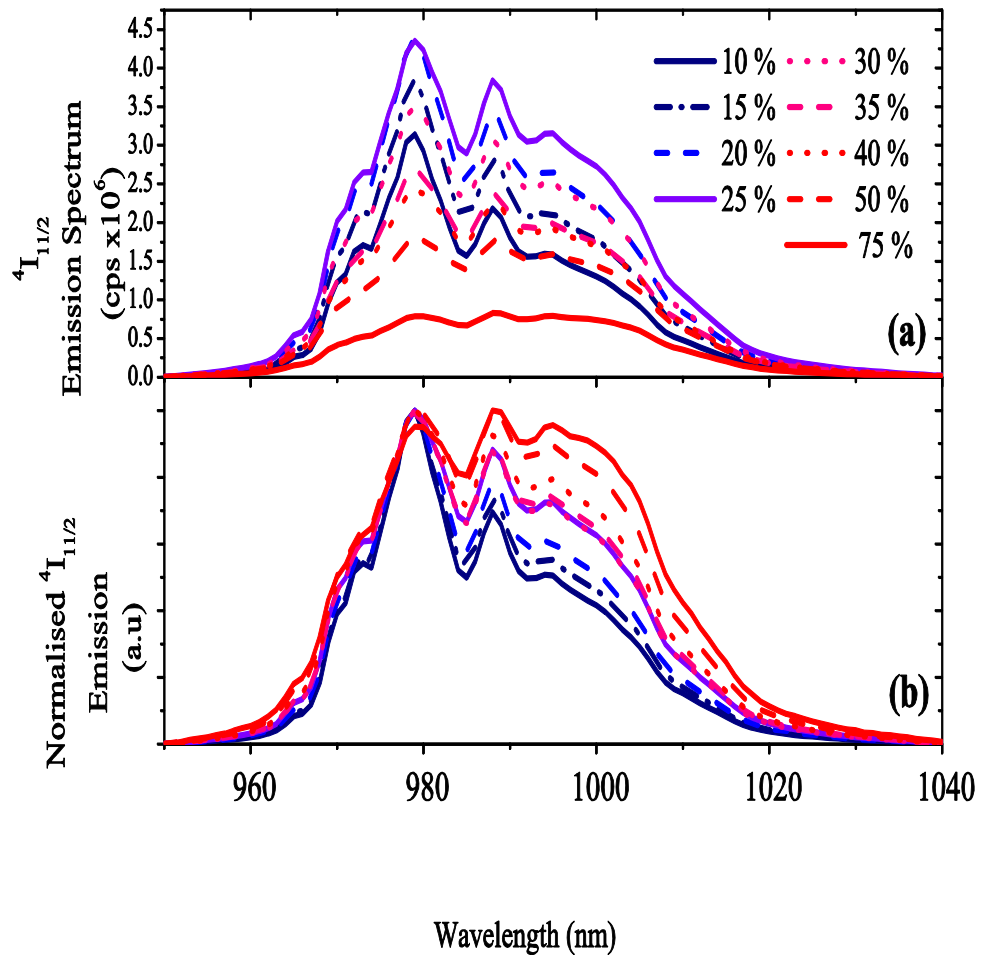 4.5
4.0
3.5
3.0
2.5
2.0
1.5
1.0
0.5
0.0
⁴I₁₁/₂
Emission Spectrum
(cps x10⁶)
10 %
30 %
15 %
35 %
20 %
40 %
25 %
50 %
75 %
(a)
Normalised ⁴I₁₁/₂
Emission
(a.u)
(b)
960
980
1000
1020
1040
Wavelength (nm)